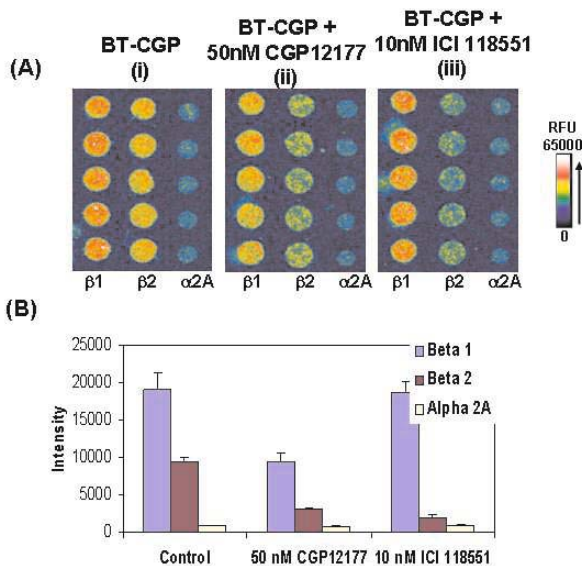 (A)
BT-CGP
(i)
BT-CGP +
50nM CGP12177
(ii)
BT-CGP +
10nM ICI 118551
(iii)
RFU
65000
0
β1 β2 α2A
β1 β2 α2A
β1 β2 α2A
(B)
Intensity
25000
20000
15000
10000
5000
0
Beta 1
Beta 2
Alpha 2A
Control
50 nM CGP12177
10 nM ICI 118551